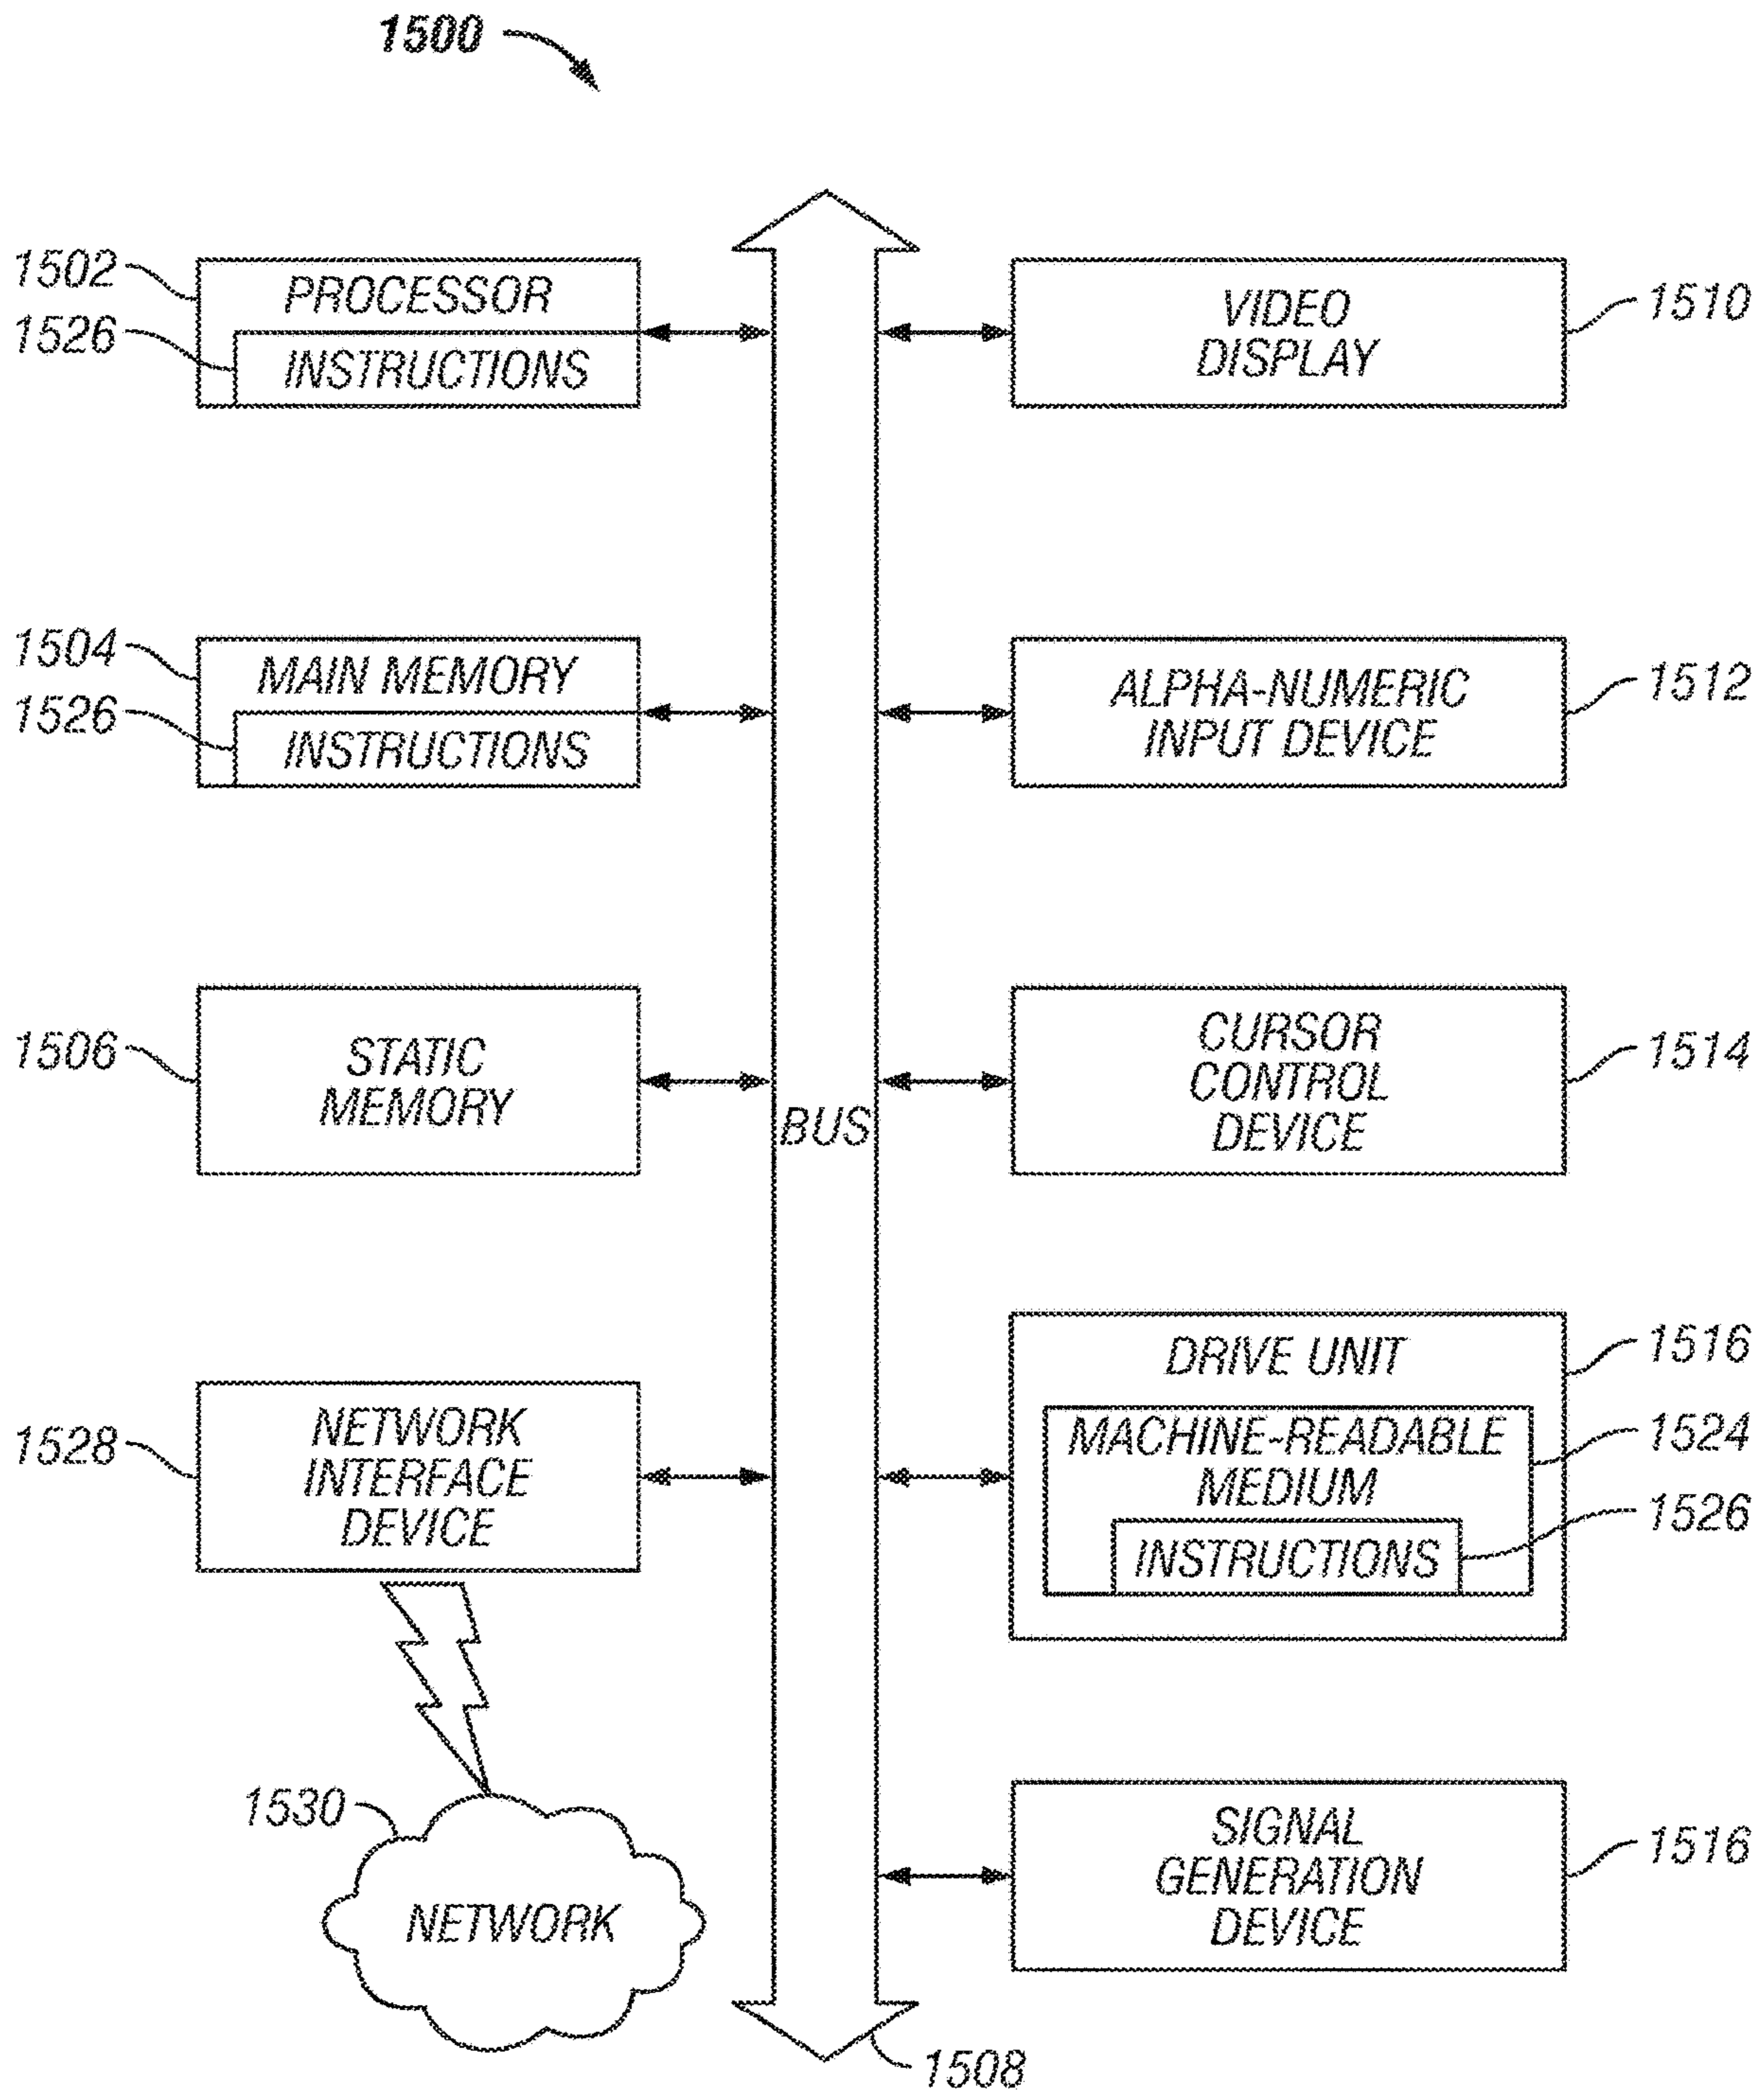 1500
1502
PROCESSOR
1526
INSTRUCTIONS
1504
MAIN MEMORY
1526
INSTRUCTIONS
1506
STATIC
MEMORY
1528
NETWORK
INTERFACE
DEVICE
1530
NETWORK
BUS
1508
VIDEO
DISPLAY
1510
ALPHA-NUMERIC
INPUT DEVICE
1512
CURSOR
CONTROL
DEVICE
1514
DRIVE UNIT
1516
MACHINE-READABLE
MEDIUM
1524
INSTRUCTIONS
1526
SIGNAL
GENERATION
DEVICE
1516